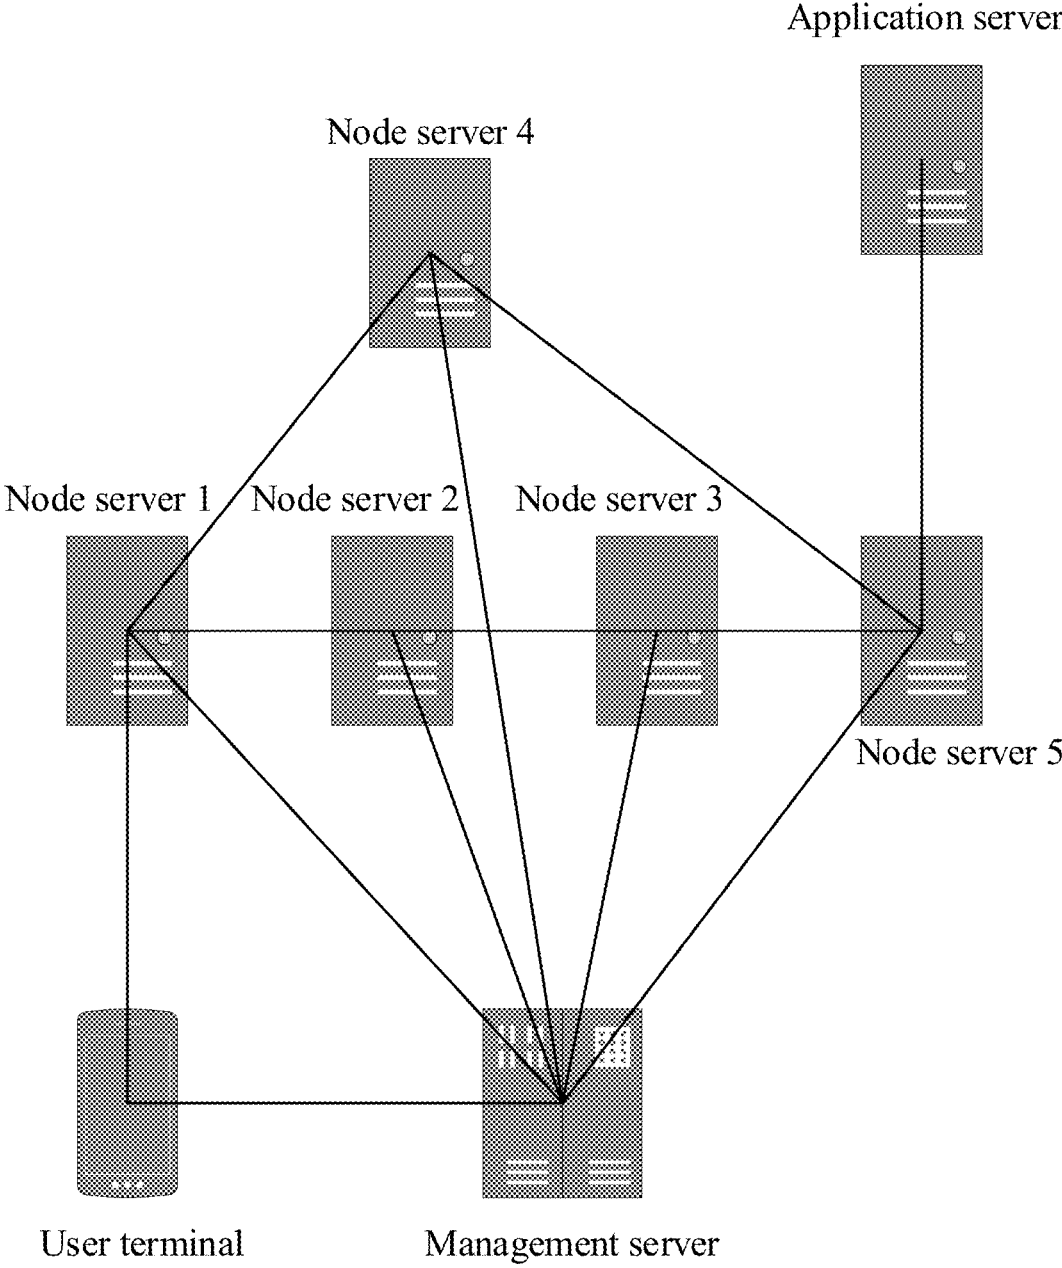 Application server
Node server 4
Node server 1
Node server 2
Node server 3
Node server 5
User terminal
Management server